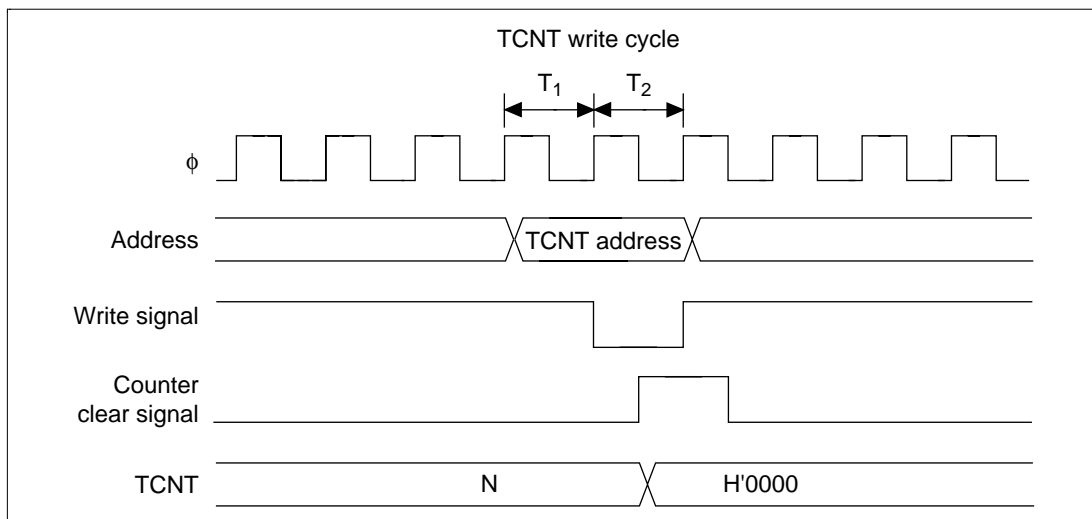 TCNT write cycle
T1 T2
ϕ
Address
TCNT address
Write signal
Counter
clear signal
TCNT
N
H'0000